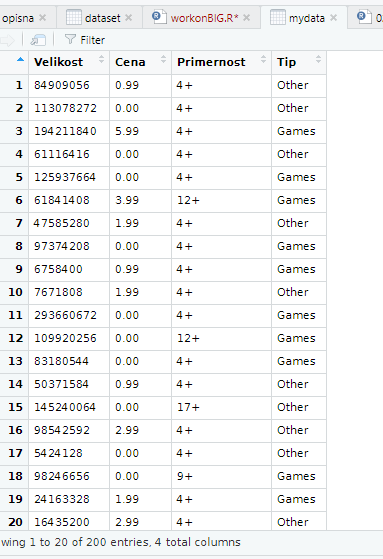 opisna dataset workonBIG.R* mydata
Filter
Velikost Cena Primernost Tip
1 84909056 0.99 4+ Other
2 113078272 0.00 4+ Other
3 194211840 5.99 4+ Games
4 61116416 0.00 4+ Other
5 125937664 0.00 4+ Games
6 61841408 3.99 12+ Games
7 47585280 1.99 4+ Other
8 97374208 0.00 4+ Games
9 6758400 0.99 4+ Games
10 7671808 1.99 4+ Other
11 293660672 0.00 4+ Games
12 109920256 0.00 12+ Games
13 83180544 0.00 4+ Games
14 50371584 0.99 4+ Other
15 145240064 0.00 17+ Other
16 98542592 2.99 4+ Other
17 5424128 0.00 4+ Other
18 98246656 0.00 9+ Games
19 24163328 1.99 4+ Games
20 16435200 2.99 4+ Other
wing 1 to 20 of 200 entries, 4 total columns